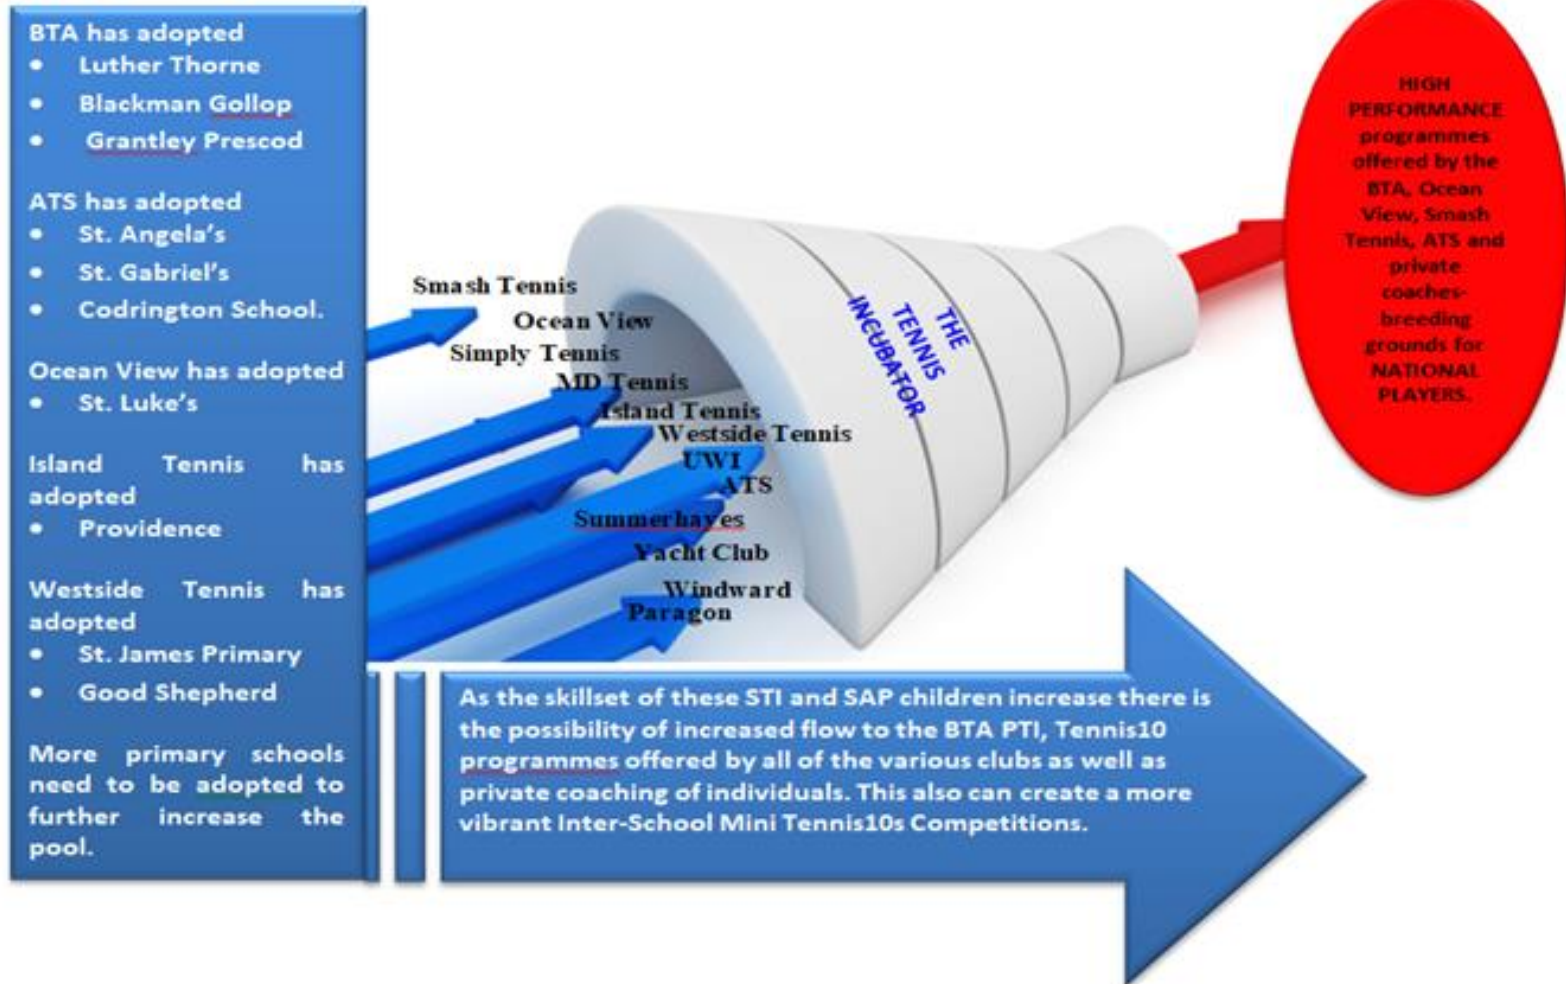 BTA has adopted
• Luther Thorne
• Blackman Gollop
• Grantley Prescod
ATS has adopted
• St. Angela's
• St. Gabriel's
• Codrington School.
Ocean View has adopted
• St. Luke's
Island Tennis has
adopted
• Providence
Westside Tennis has
adopted
• St. James Primary
• Good Shepherd
More primary schools
need to be adopted to
further increase the
pool.
Smash Tennis
Ocean View
Simply Tennis
MD Tennis
Island Tennis
Westside Tennis
UWI
ATS
Summerhayes
Yacht Club
Windward
Paragon
THE
TENNIS
INCUBATOR
HIGH
PERFORMANCE
programmes
offered by the
BTA, Ocean
View, Smash
Tennis, ATS and
private
coaches-
breeding
grounds for
NATIONAL
PLAYERS.
As the skillset of these STI and SAP children increase there is
the possibility of increased flow to the BTA PTI, Tennis10
programmes offered by all of the various clubs as well as
private coaching of individuals. This also can create a more
vibrant Inter-School Mini Tennis10s Competitions.